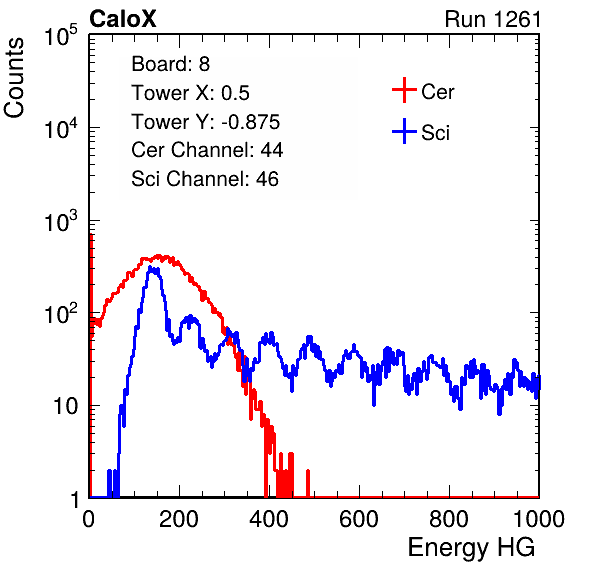 CaloX Run 1261
Counts
10^5
10^4
10^3
10^2
10
1
Board: 8
Tower X: 0.5
Tower Y: -0.875
Cer Channel: 44
Sci Channel: 46
Cer
Sci
0 200 400 600 800 1000
Energy HG